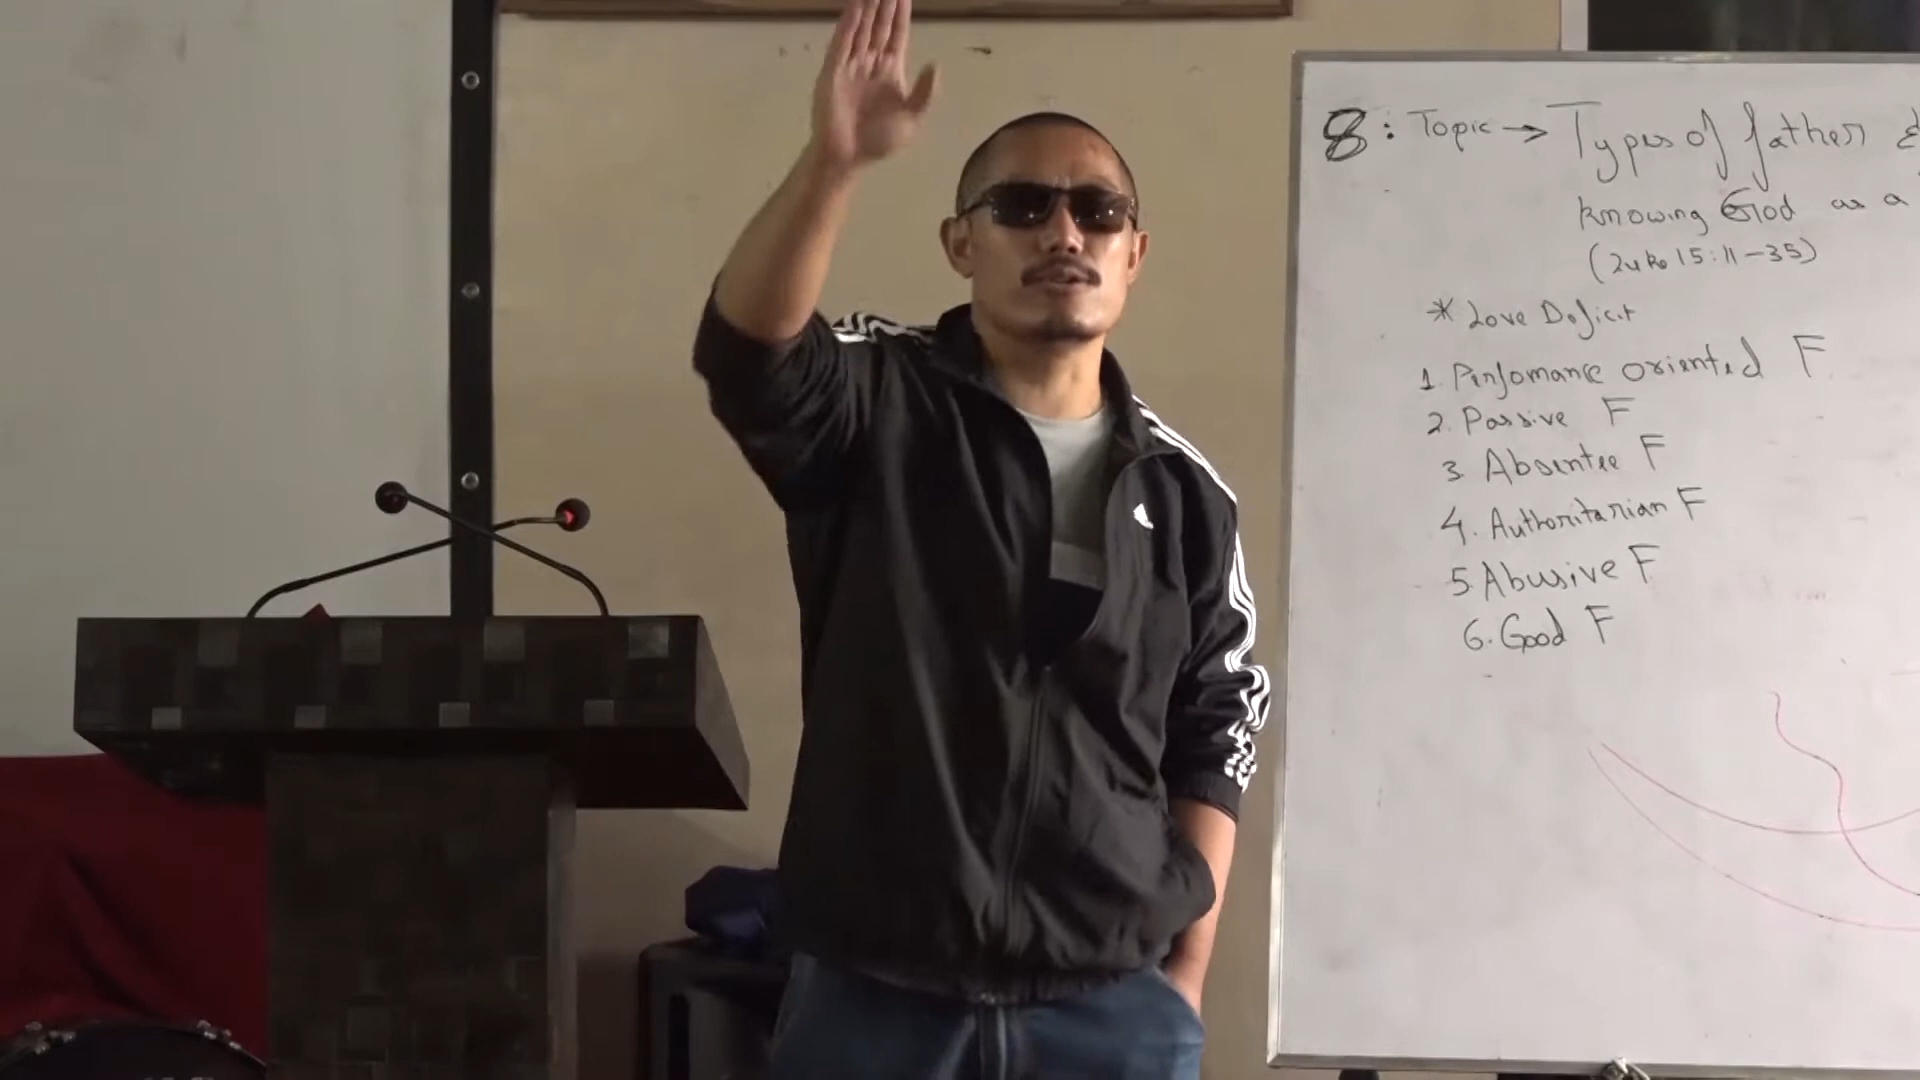 8: Topic → Types of father &
knowing God as a
(Luke 15:11-35)
* Love Deficit
1. Perfomance oriented F
2. Passive F
3 Absentee F
4. Authoritarian F
5. Abusive F
6. Good F